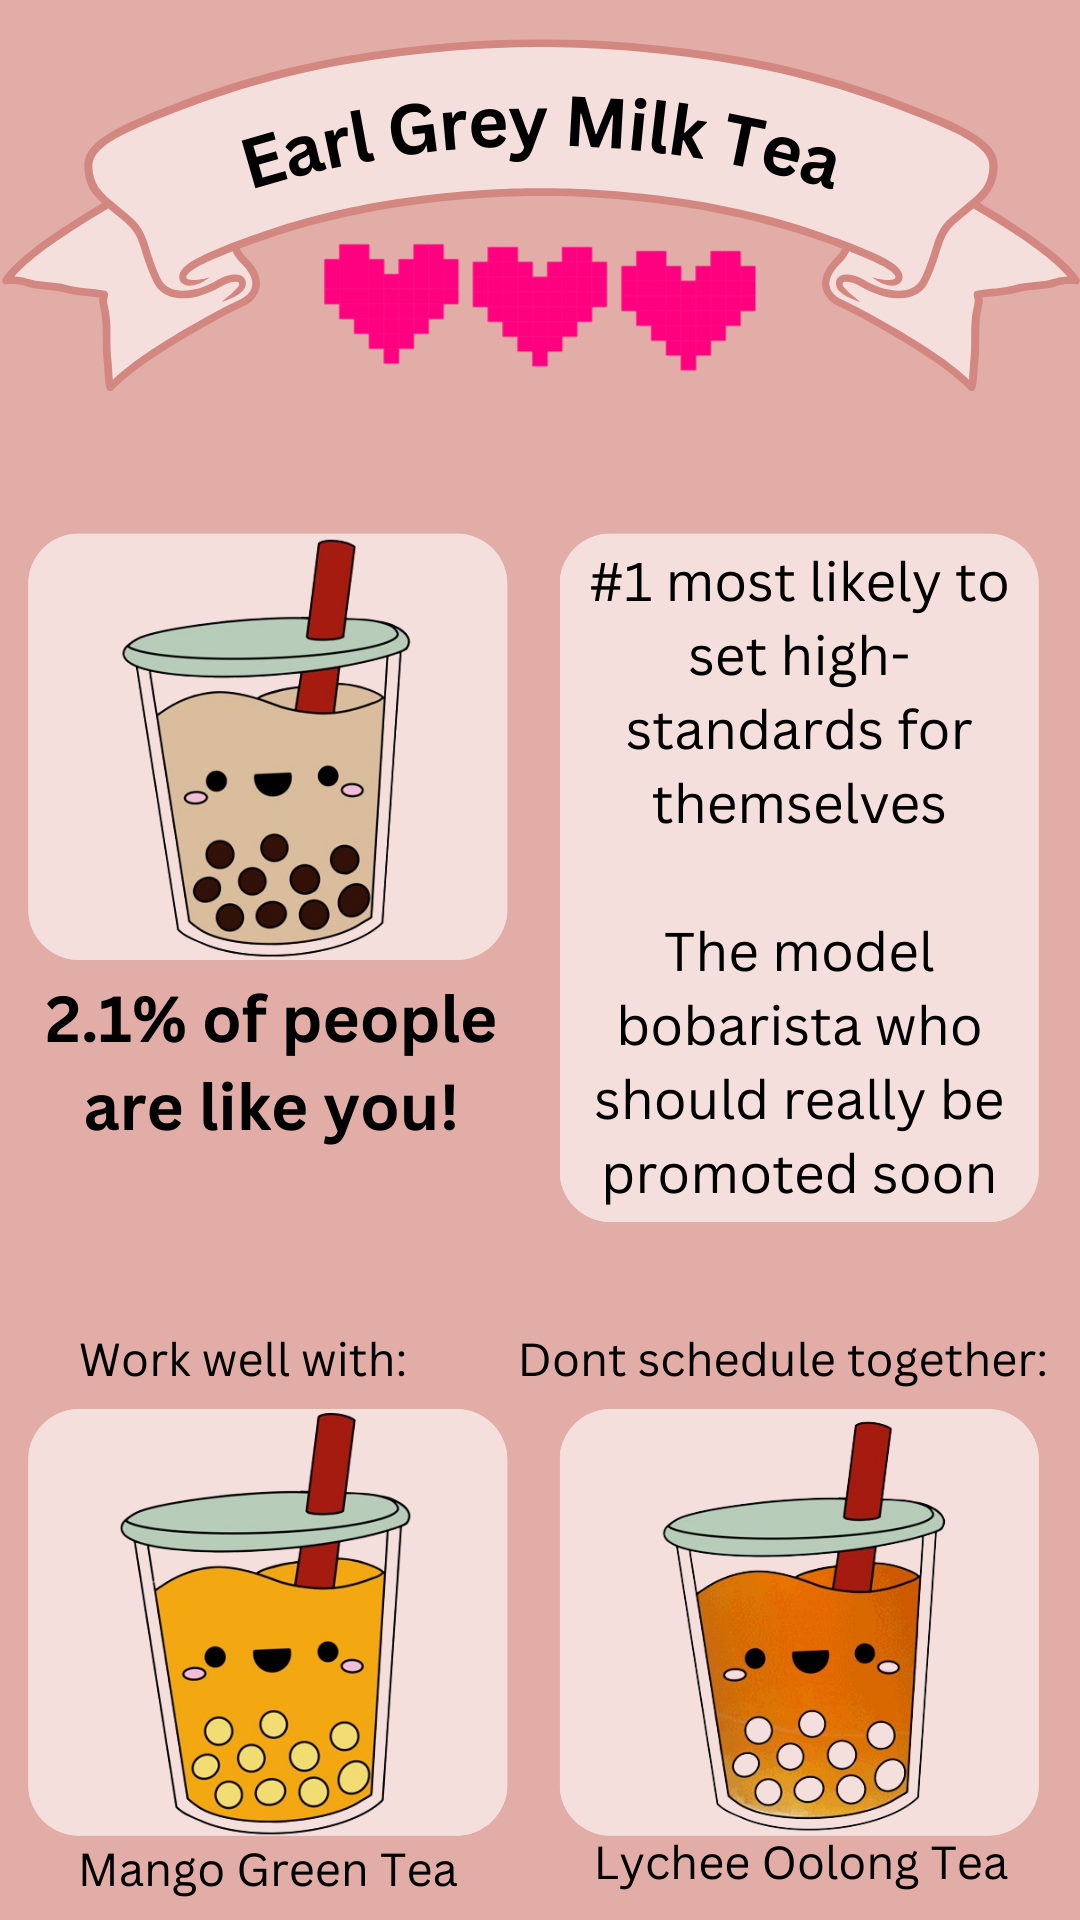 Earl Grey Milk Tea
#1 most likely to
set high-
standards for
themselves
The model
bobarista who
should really be
promoted soon
2.1% of people
are like you!
Work well with:
Dont schedule together:
Mango Green Tea
Lychee Oolong Tea